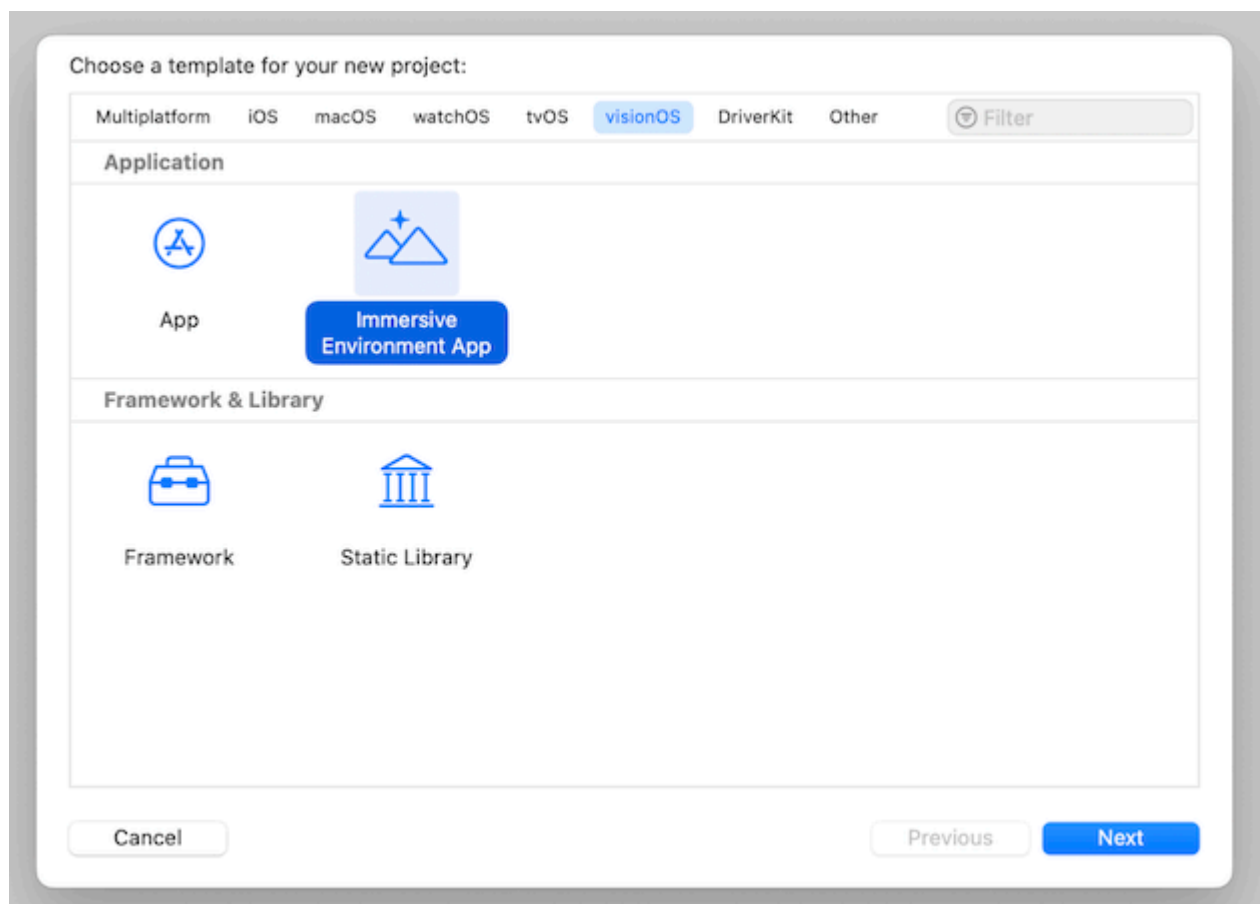 Choose a template for your new project:
Multiplatform iOS macOS watchOS tvOS visionOS DriverKit Other Filter
Application
App
Immersive
Environment App
Framework & Library
Framework
Static Library
Cancel
Previous
Next